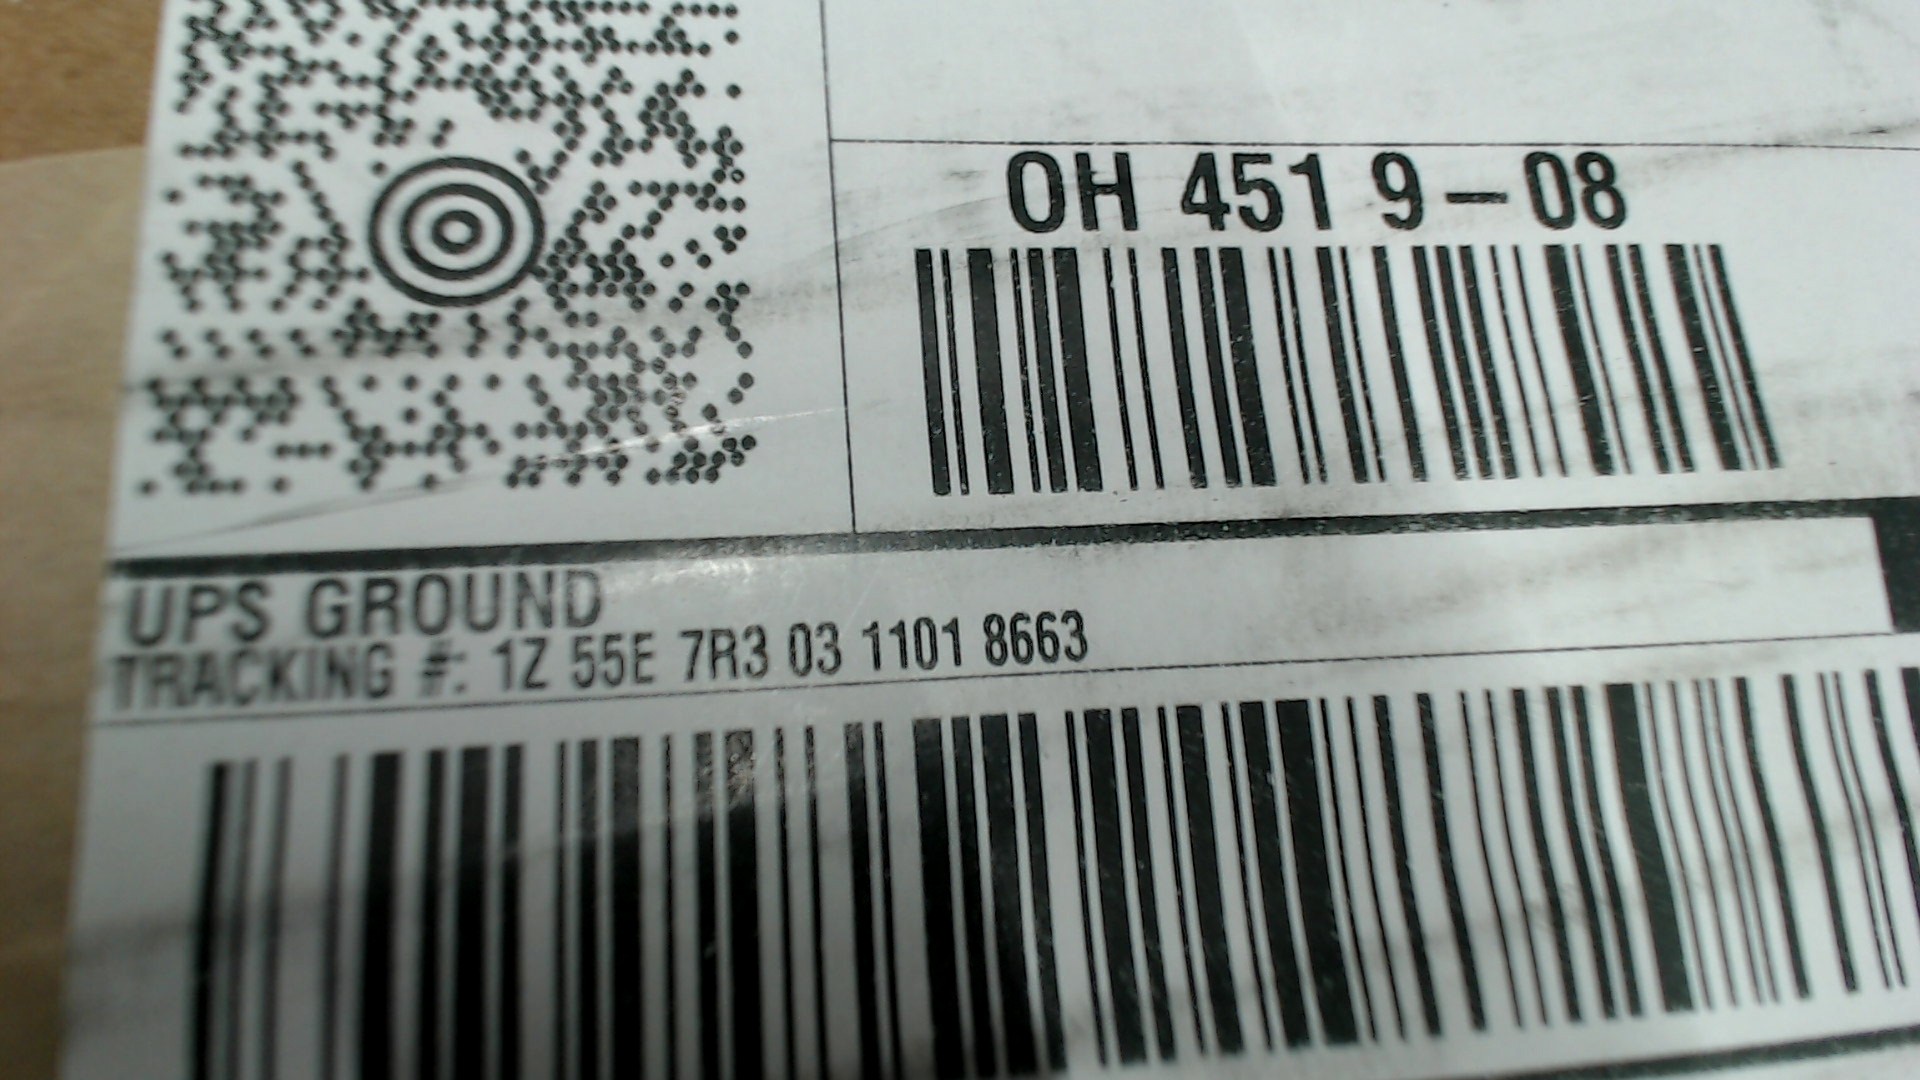 OH 451 9-08
UPS GROUND
TRACKING #: 1Z 55E 7R3 03 1101 8663